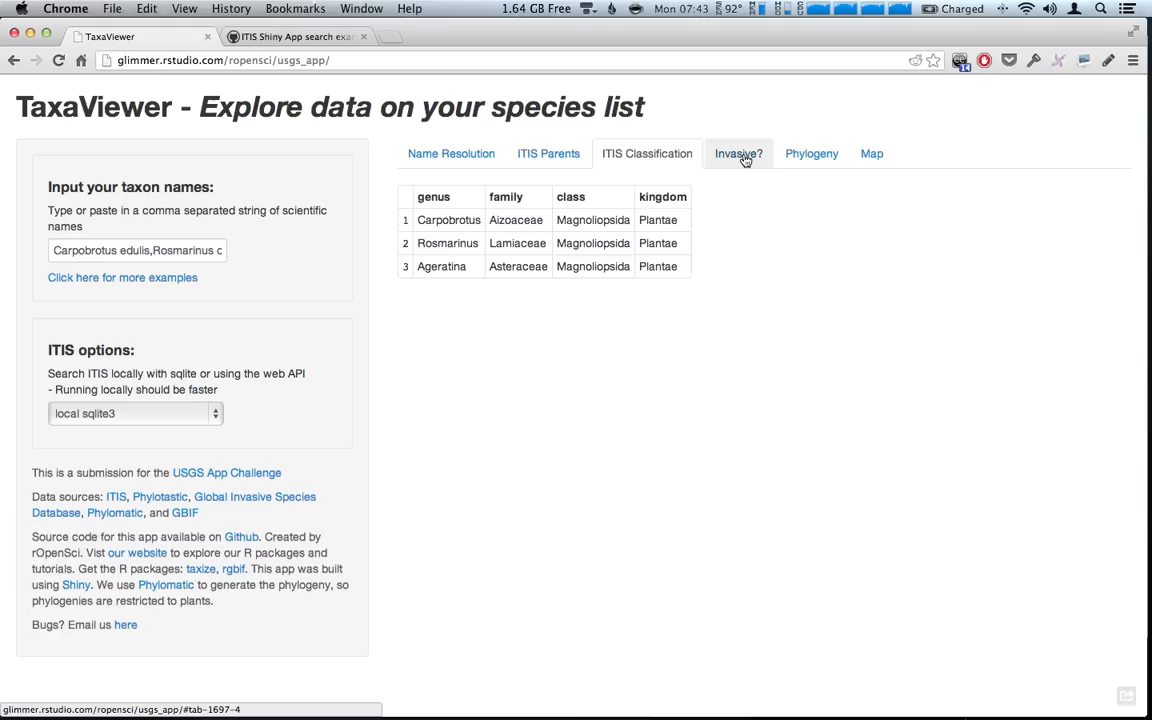 Chrome File Edit View History Bookmarks Window Help 1.64 GB Free Mon 07:43 92° Charged
TaxaViewer ITIS Shiny App search exa
glimmer.rstudio.com/ropensci/usgs_app/
TaxaViewer - Explore data on your species list
Name Resolution ITIS Parents ITIS Classification Invasive? Phylogeny Map
Input your taxon names:
Type or paste in a comma separated string of scientific
names
Carpobrotus edulis,Rosmarinus c
Click here for more examples
genus family class kingdom
1 Carpobrotus Aizoaceae Magnoliopsida Plantae
2 Rosmarinus Lamiaceae Magnoliopsida Plantae
3 Ageratina Asteraceae Magnoliopsida Plantae
ITIS options:
Search ITIS locally with sqlite or using the web API
- Running locally should be faster
local sqlite3
This is a submission for the USGS App Challenge
Data sources: ITIS, Phylotastic, Global Invasive Species
Database, Phylomatic, and GBIF
Source code for this app available on Github. Created by
rOpenSci. Vist our website to explore our R packages and
tutorials. Get the R packages: taxize, rgbif. This app was built
using Shiny. We use Phylomatic to generate the phylogeny, so
phylogenies are restricted to plants.
Bugs? Email us here
glimmer.rstudio.com/ropensci/usgs_app/#tab-1697-4